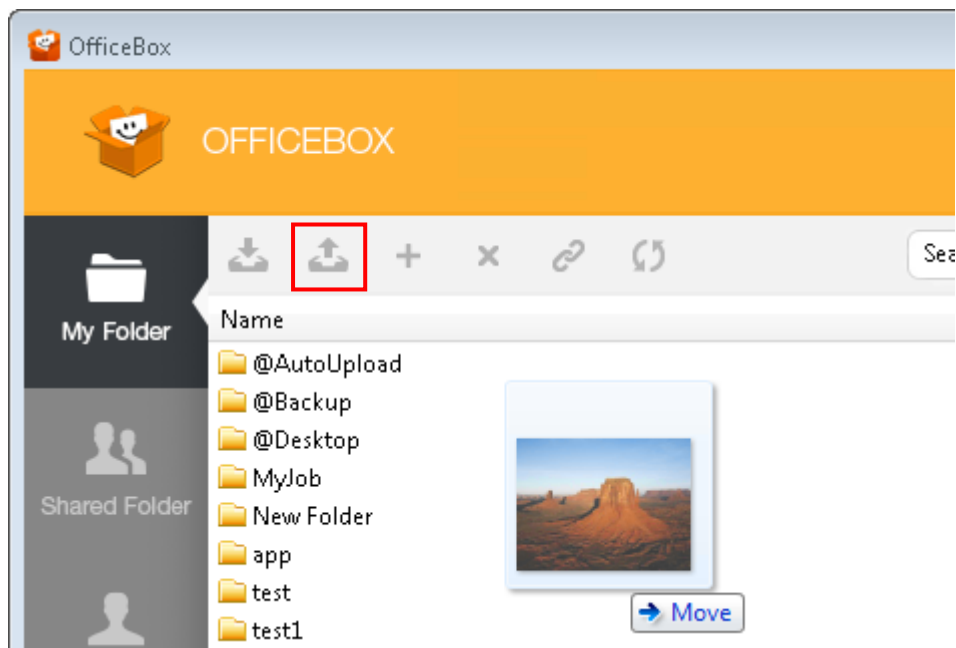 OfficeBox
OFFICEBOX
My Folder
Shared Folder
Name
@AutoUpload
@Backup
@Desktop
MyJob
New Folder
app
test
test1
Move